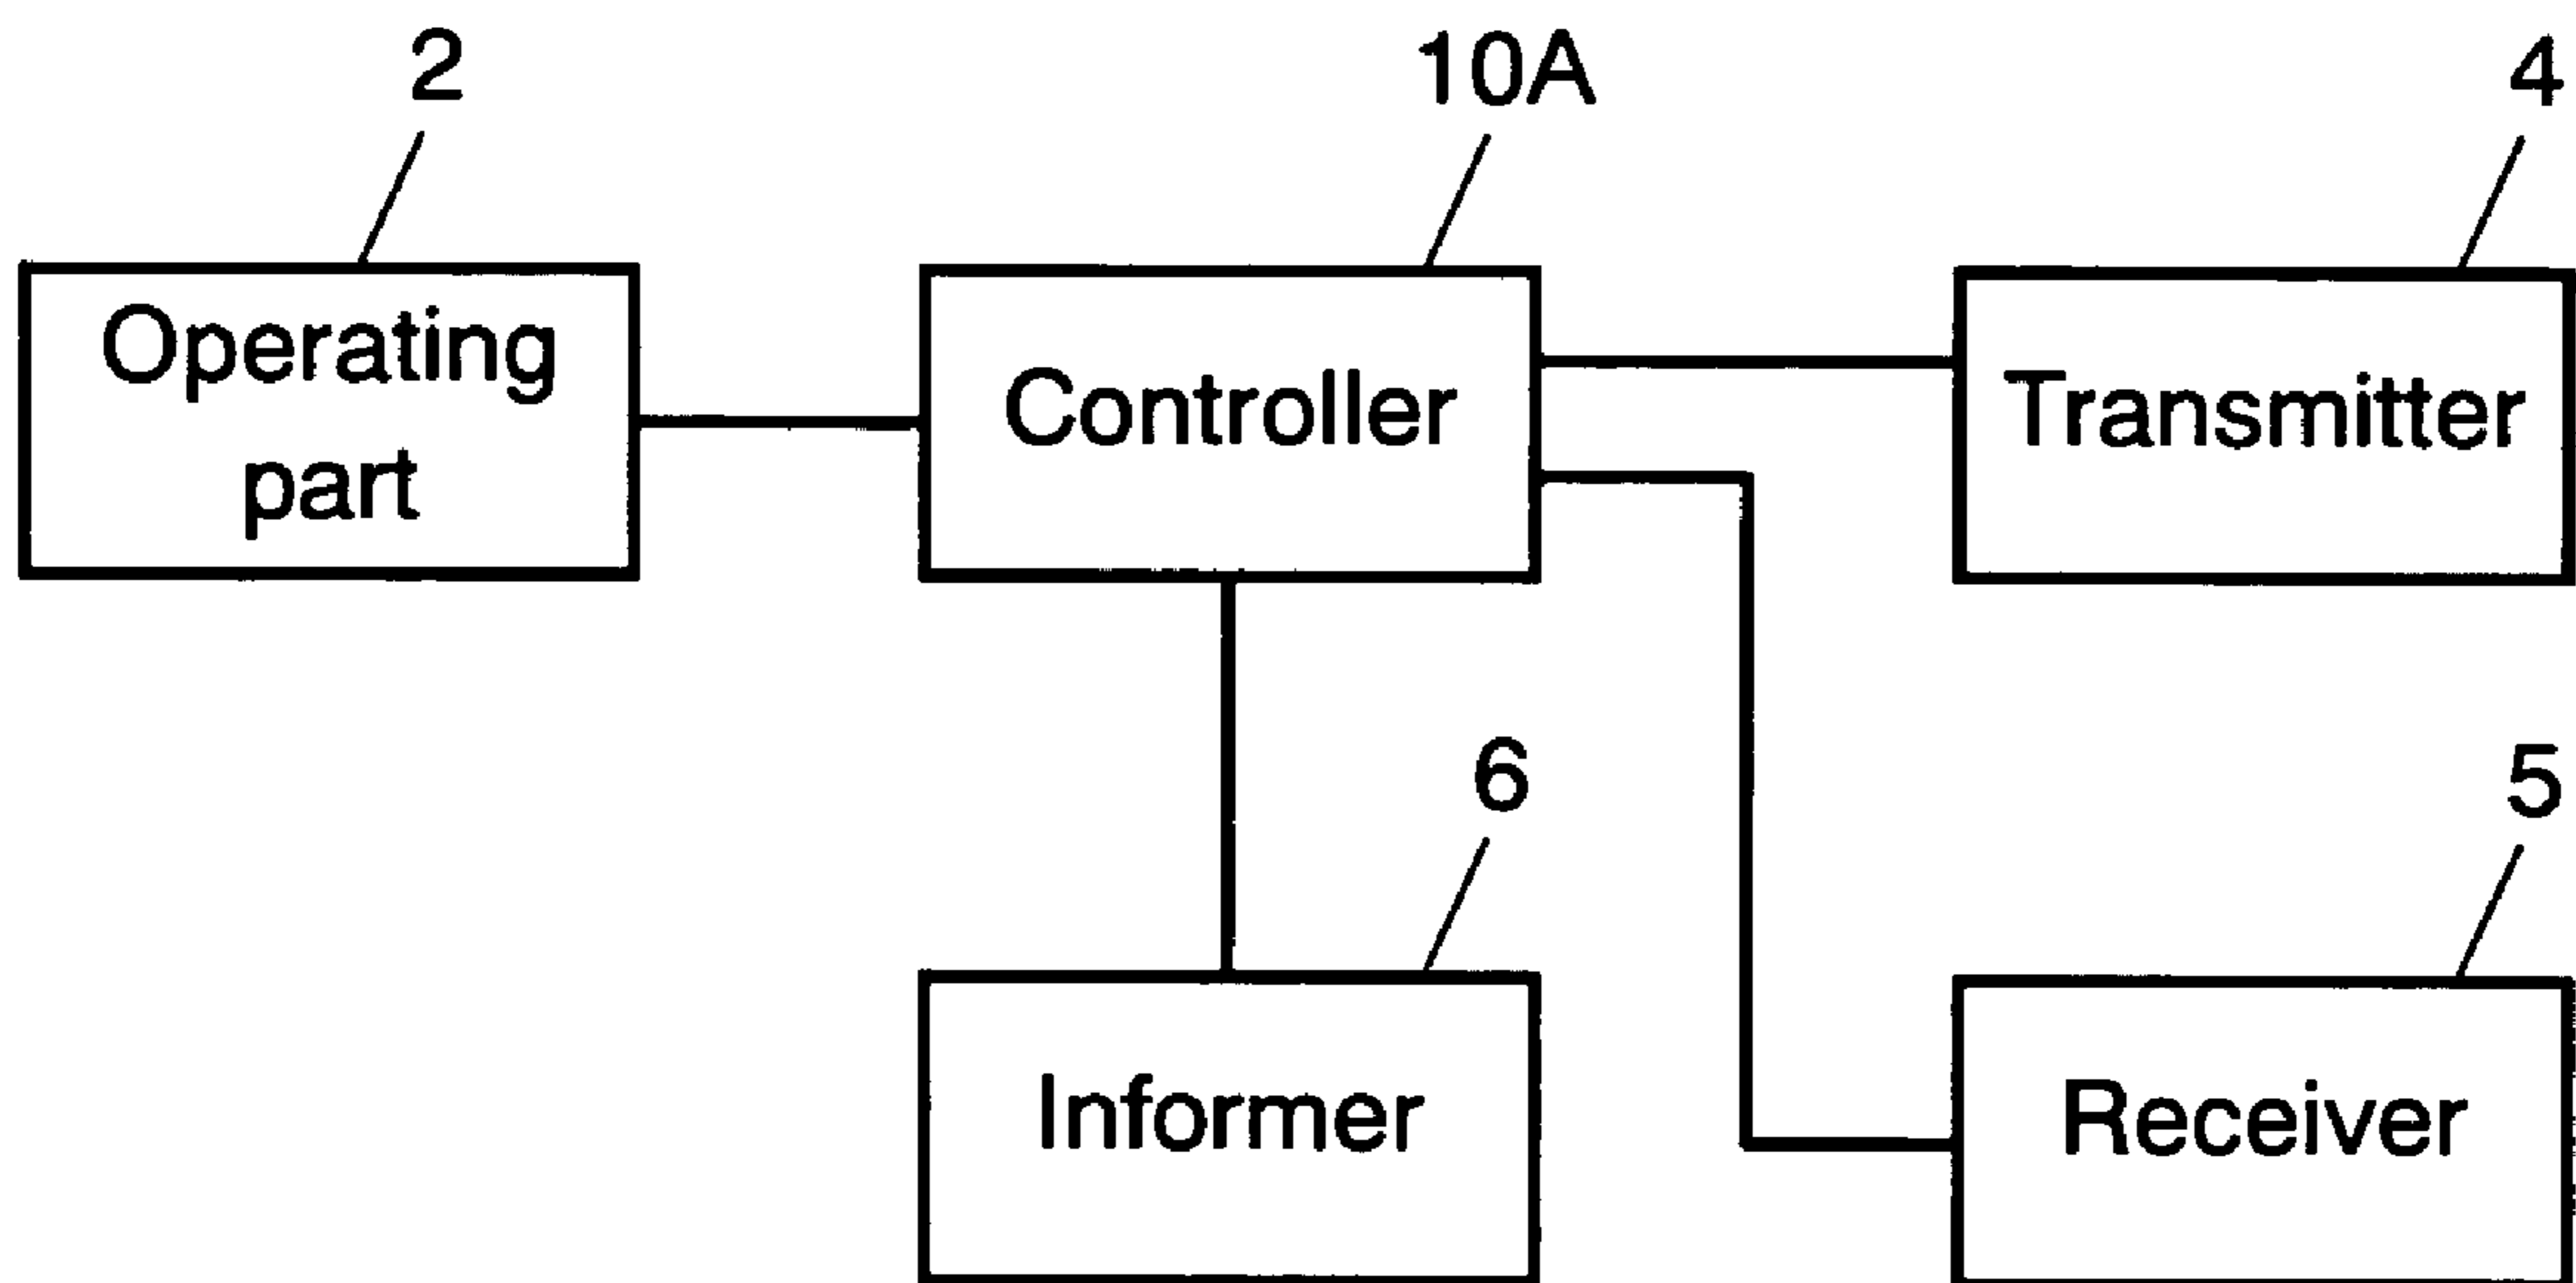 2
10A
4
Operating
part
Controller
Transmitter
6
5
Informer
Receiver